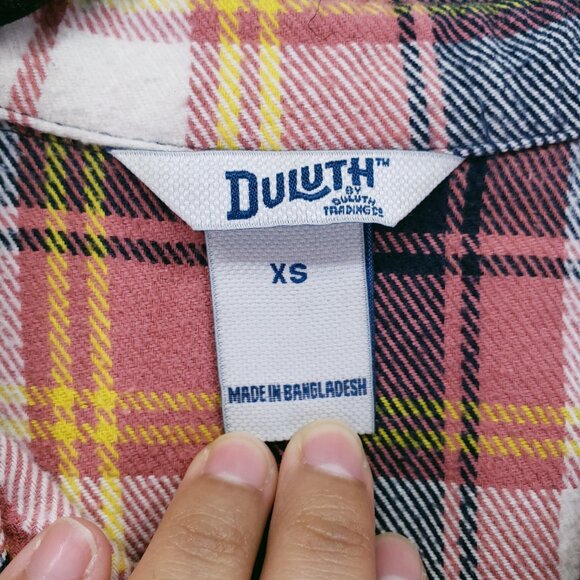 DULUTH™
BY
DULUTH
TRADING Co
XS
MADE IN BANGLADESH